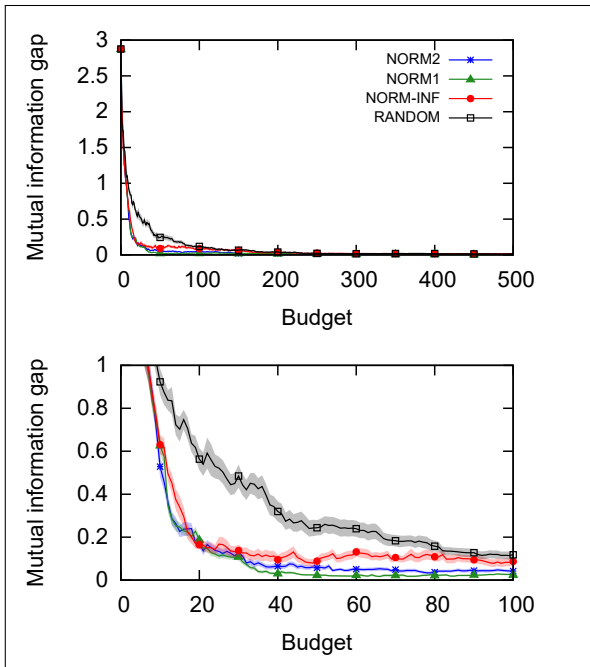 Mutual information gap
3
2.5
2
1.5
1
0.5
0
NORM2
NORM1
NORM-INF
RANDOM
0 100 200 300 400 500
Budget
Mutual information gap
1
0.8
0.6
0.4
0.2
0
0 20 40 60 80 100
Budget